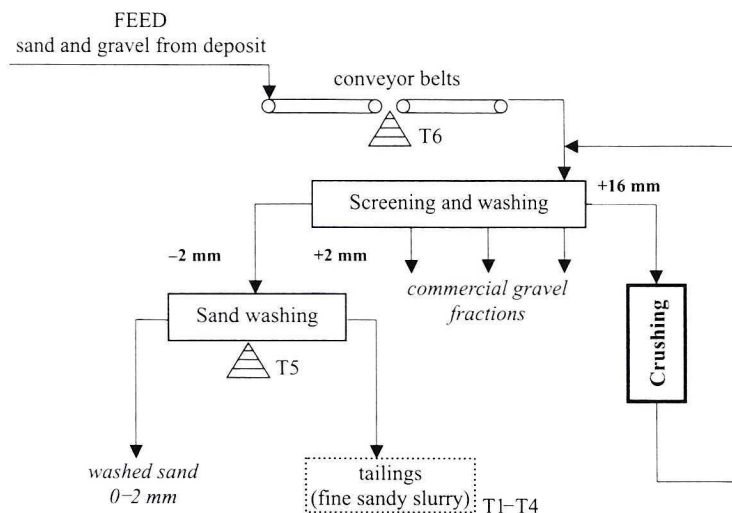 FEED
sand and gravel from deposit
conveyor belts
T6
+16 mm
Screening and washing
−2 mm
+2 mm
commercial gravel
fractions
Sand washing
Crushing
T5
washed sand
0−2 mm
tailings
(fine sandy slurry)
T1−T4